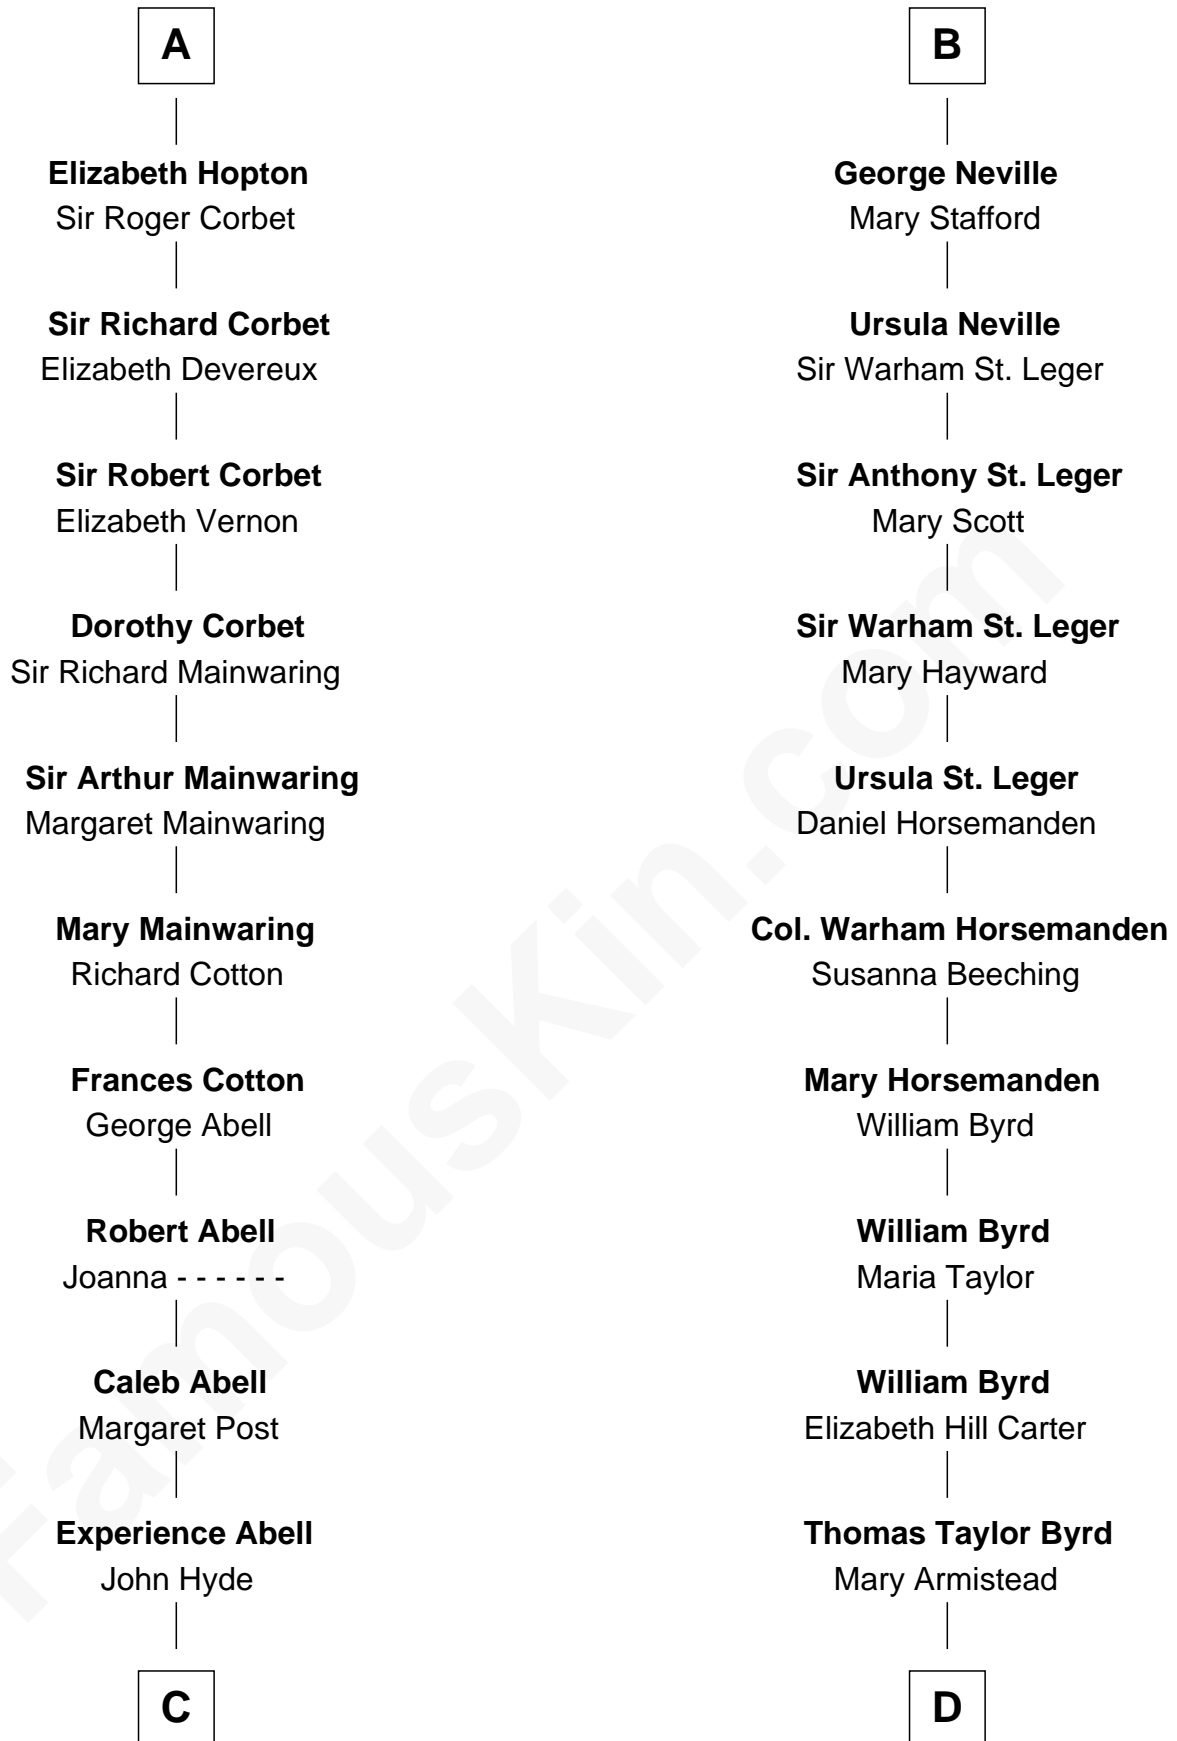 A
Elizabeth Hopton
Sir Roger Corbet
Sir Richard Corbet
Elizabeth Devereux
Sir Robert Corbet
Elizabeth Vernon
Dorothy Corbet
Sir Richard Mainwaring
Sir Arthur Mainwaring
Margaret Mainwaring
Mary Mainwaring
Richard Cotton
Frances Cotton
George Abell
Robert Abell
Joanna - - - - - -
Caleb Abell
Margaret Post
Experience Abell
John Hyde
C
B
George Neville
Mary Stafford
Ursula Neville
Sir Warham St. Leger
Sir Anthony St. Leger
Mary Scott
Sir Warham St. Leger
Mary Hayward
Ursula St. Leger
Daniel Horsemanden
Col. Warham Horsemanden
Susanna Beeching
Mary Horsemanden
William Byrd
William Byrd
Maria Taylor
William Byrd
Elizabeth Hill Carter
Thomas Taylor Byrd
Mary Armistead
D
FamousKin.com